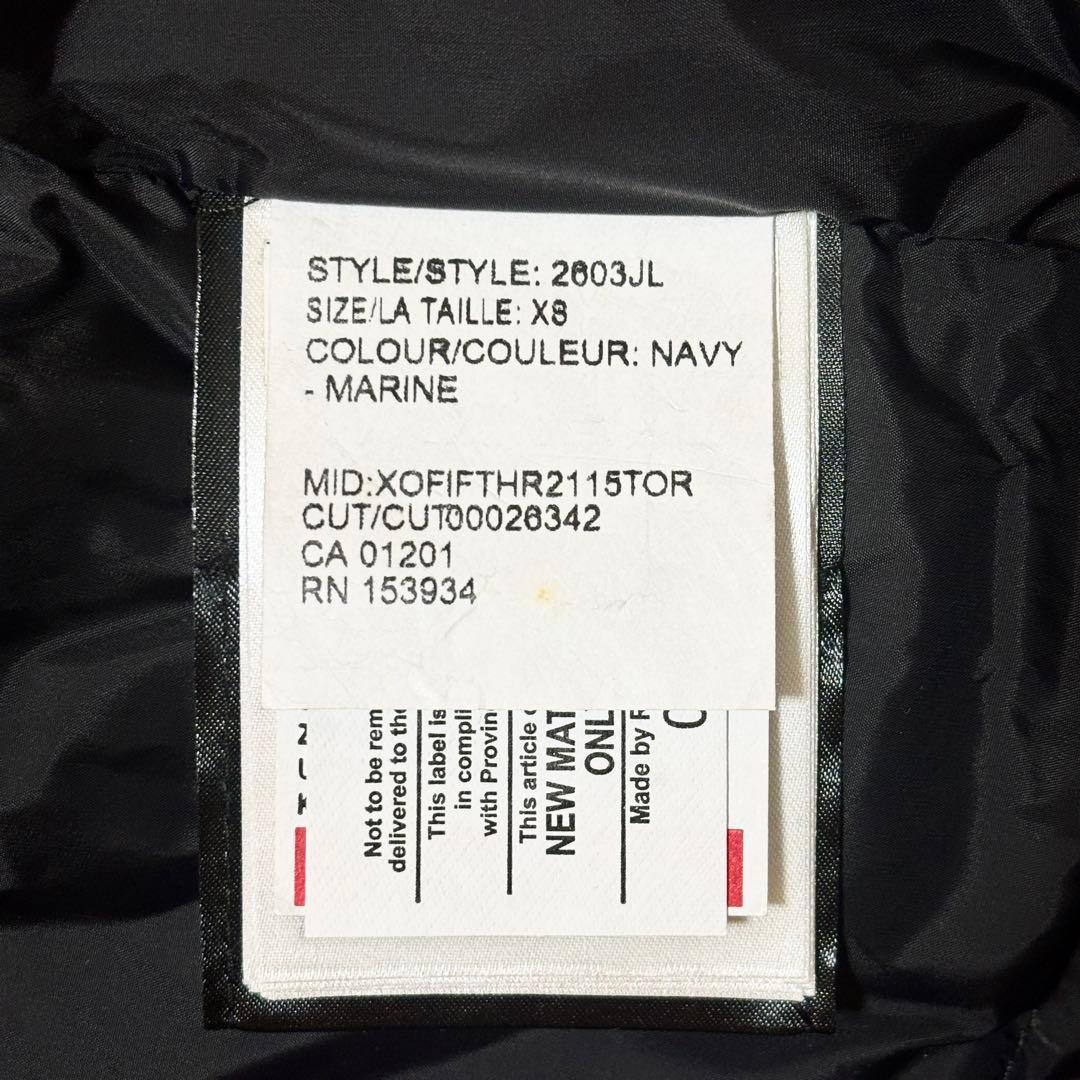 STYLE/STYLE: 2603JL
SIZE/LA TAILLE: XS
COLOUR/COULEUR: NAVY
- MARINE
MID:XOFIFTHR2115TOR
CUT/CUT00026342
CA 01201
RN 153934
Not to be rem
delivered to the
This label is
in compli
with Provin
This article
NEW MAT
ONL
Made by R